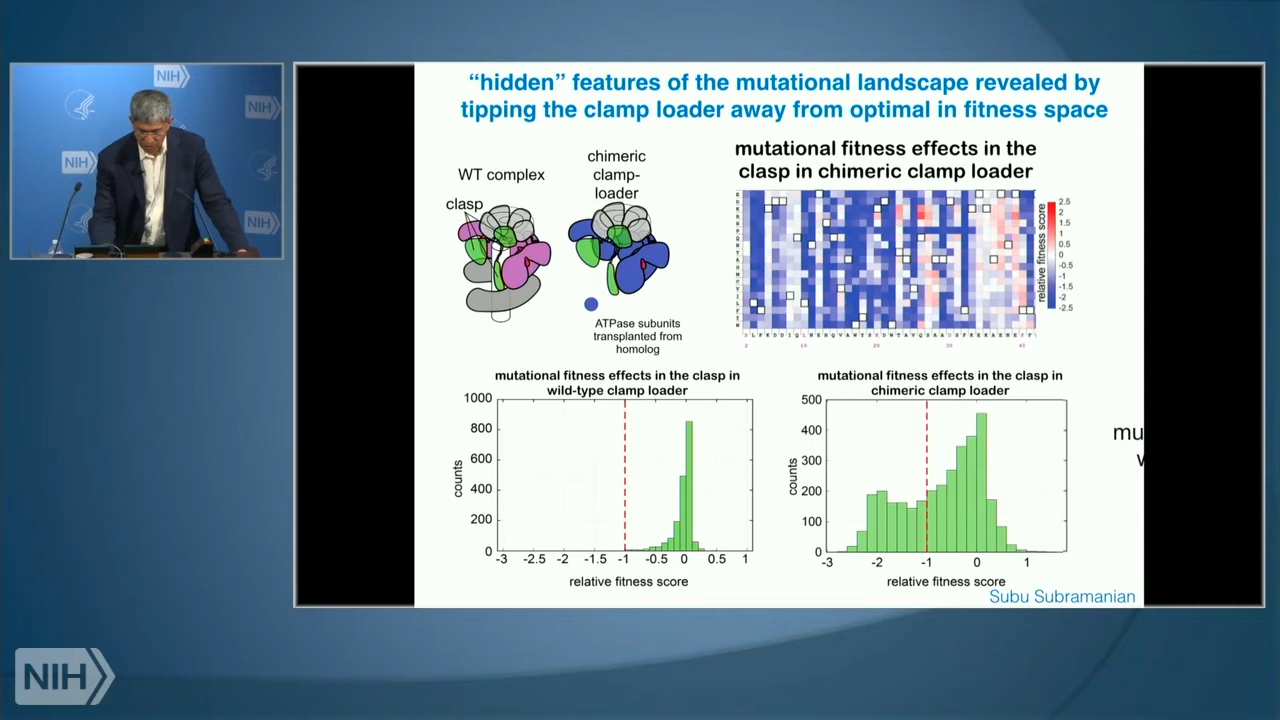 NIH
NIH
NIH
NIH
"hidden" features of the mutational landscape revealed by
tipping the clamp loader away from optimal in fitness space
WT complex
clasp
chimeric
clamp-
loader
ATPase subunits
transplanted from
homolog
mutational fitness effects in the
clasp in chimeric clamp loader
relative fitness score
2.5
2
1.5
1
0.5
0
-0.5
-1
-1.5
-2
-2.5
2
10
20
30
40
mutational fitness effects in the clasp in
wild-type clamp loader
counts
1000
800
600
400
200
0
-3 -2.5 -2 -1.5 -1 -0.5 0 0.5 1
relative fitness score
mutational fitness effects in the clasp in
chimeric clamp loader
counts
500
400
300
200
100
0
-3 -2 -1 0 1
relative fitness score
mu
Subu Subramanian
NIH